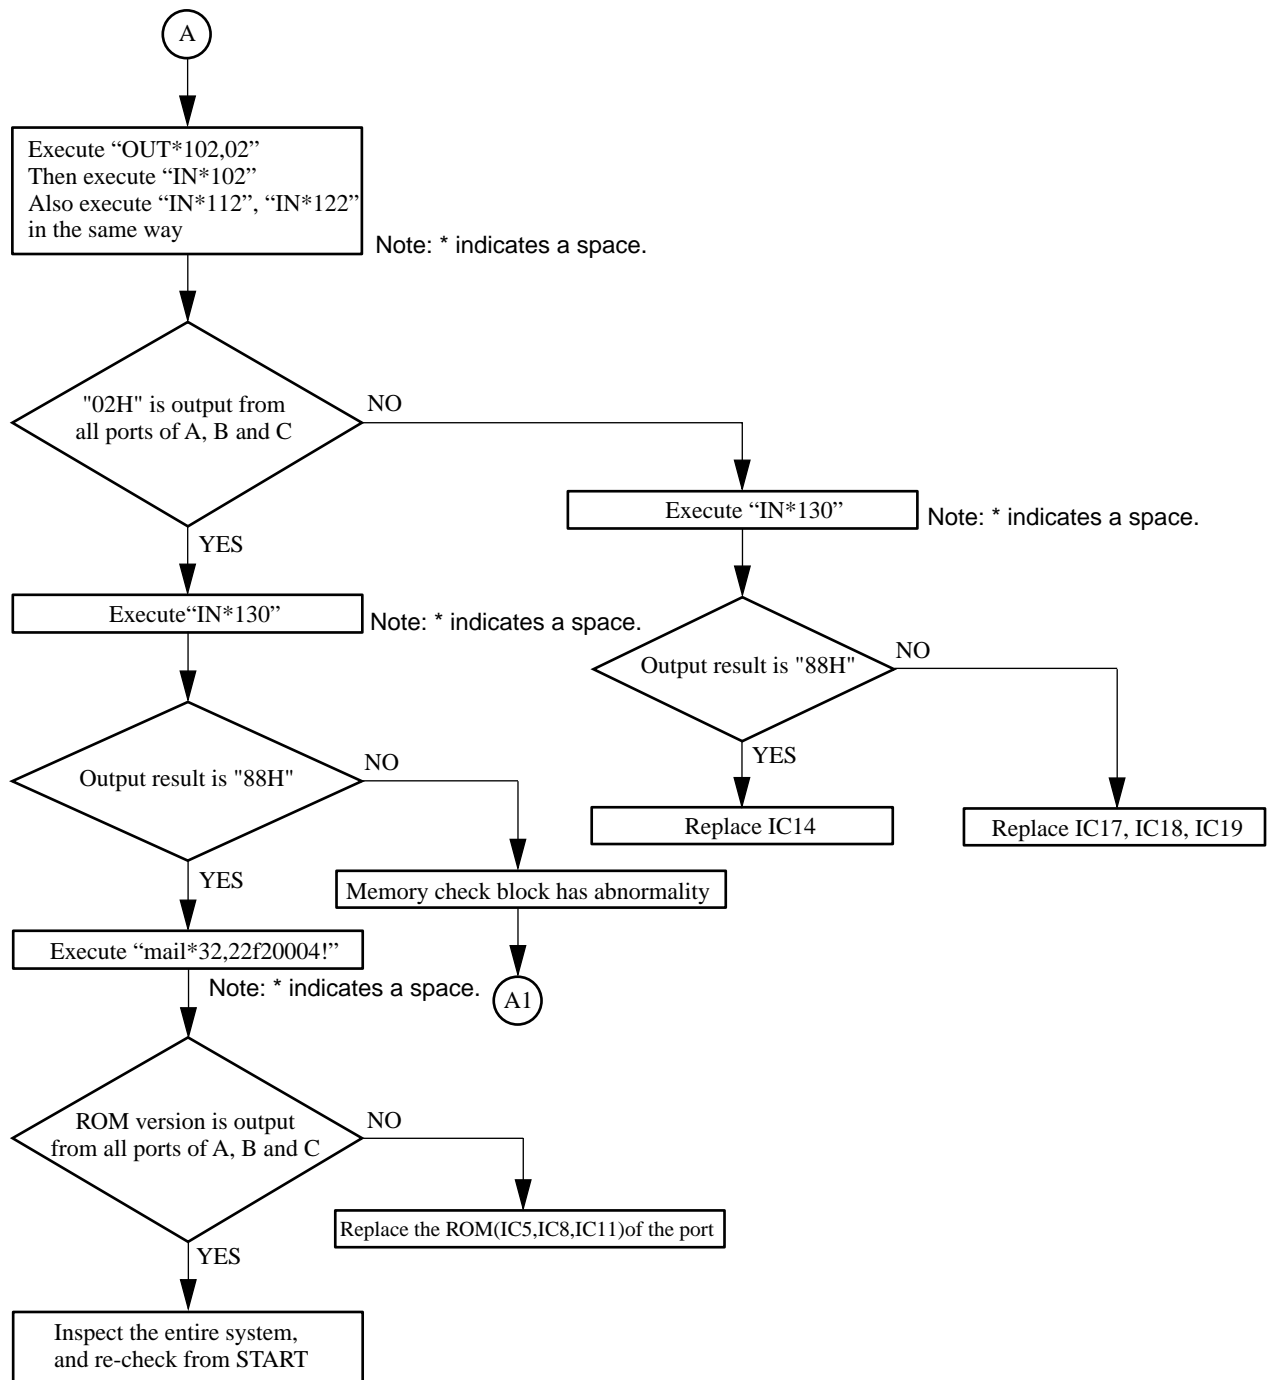 A
Execute “OUT*102,02”
Then execute “IN*102”
Also execute “IN*112”, “IN*122”
in the same way
Note: * indicates a space.
"02H" is output from
all ports of A, B and C
NO
YES
Execute “IN*130”
Note: * indicates a space.
Execute“IN*130”
Note: * indicates a space.
Output result is "88H"
NO
YES
Replace IC14
Replace IC17, IC18, IC19
Output result is "88H"
NO
YES
Memory check block has abnormality
A1
Execute “mail*32,22f20004!”
Note: * indicates a space.
ROM version is output
from all ports of A, B and C
NO
Replace the ROM(IC5,IC8,IC11)of the port
YES
Inspect the entire system,
and re-check from START